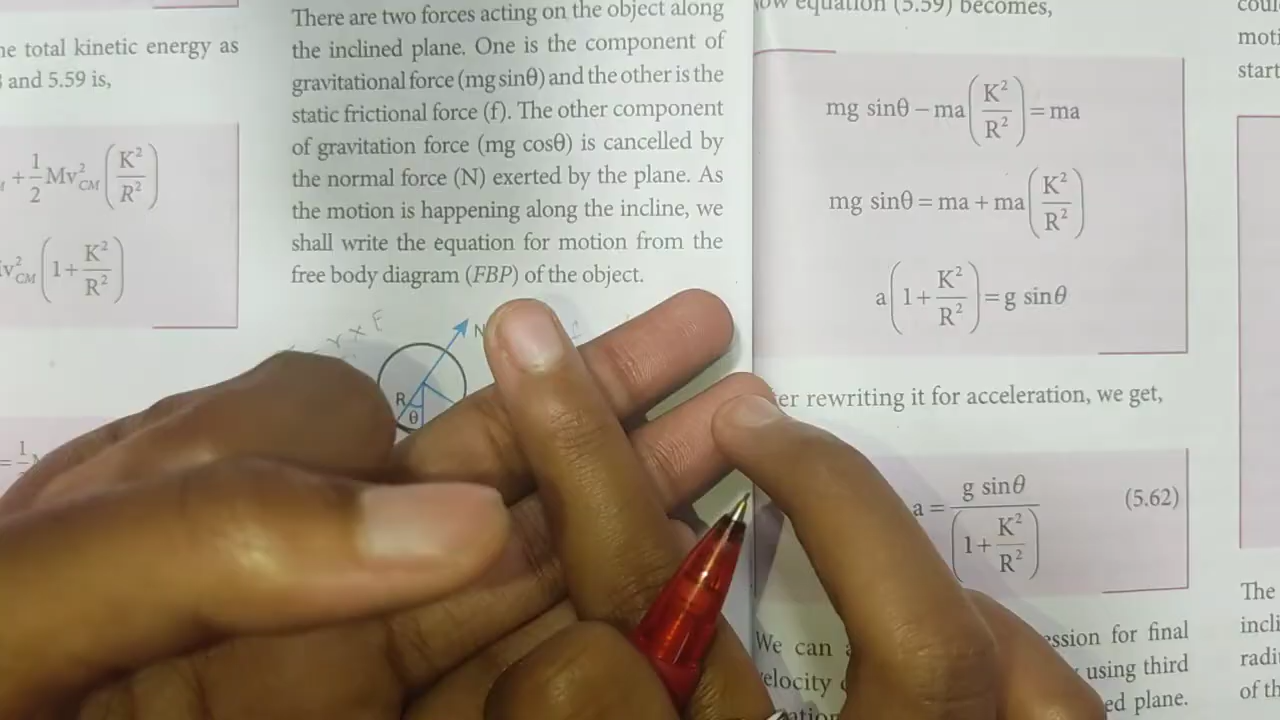 he total kinetic energy as
and 5.59 is,
+ 1/2 Mv²CM (K²/R²)
v²CM (1+ K²/R²)
= 1/
There are two forces acting on the object along
the inclined plane. One is the component of
gravitational force (mg sinθ) and the other is the
static frictional force (f). The other component
of gravitation force (mg cosθ) is cancelled by
the normal force (N) exerted by the plane. As
the motion is happening along the incline, we
shall write the equation for motion from the
free body diagram (FBP) of the object.
N
R
θ
ow equation (5.59) becomes,
mg sinθ – ma (K²/R²) = ma
mg sinθ = ma + ma (K²/R²)
a (1+ K²/R²) = g sinθ
er rewriting it for acceleration, we get,
a = g sinθ / (1+ K²/R²) (5.62)
We can
ession for final
elocity
using third
ed plane.
coul
moti
start
The
incli
radi
of th